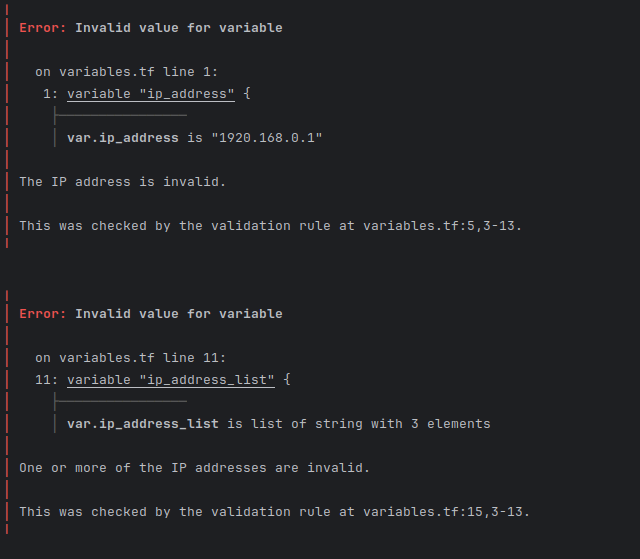 Error: Invalid value for variable
on variables.tf line 1:
1: variable "ip_address" {
var.ip_address is "1920.168.0.1"
The IP address is invalid.
This was checked by the validation rule at variables.tf:5,3-13.
Error: Invalid value for variable
on variables.tf line 11:
11: variable "ip_address_list" {
var.ip_address_list is list of string with 3 elements
One or more of the IP addresses are invalid.
This was checked by the validation rule at variables.tf:15,3-13.